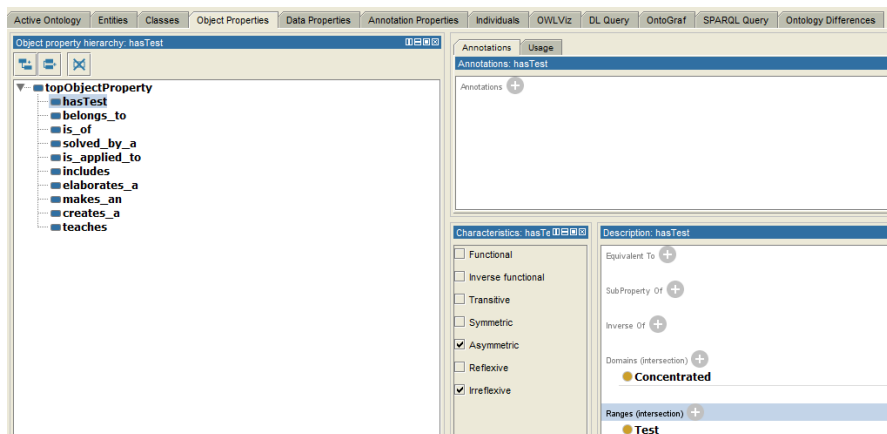 Active Ontology Entities Classes Object Properties Data Properties Annotation Properties Individuals OWLViz DL Query OntoGraf SPARQL Query Ontology Differences
Object property hierarchy: hasTest
topObjectProperty
hasTest
belongs_to
is_of
solved_by_a
is_applied_to
includes
elaborates_a
makes_an
creates_a
teaches
Annotations Usage
Annotations: hasTest
Annotations
Characteristics: hasTe
Functional
Inverse functional
Transitive
Symmetric
Asymmetric
Reflexive
Irreflexive
Description: hasTest
Equivalent To
SubProperty Of
Inverse Of
Domains (intersection)
Concentrated
Ranges (intersection)
Test